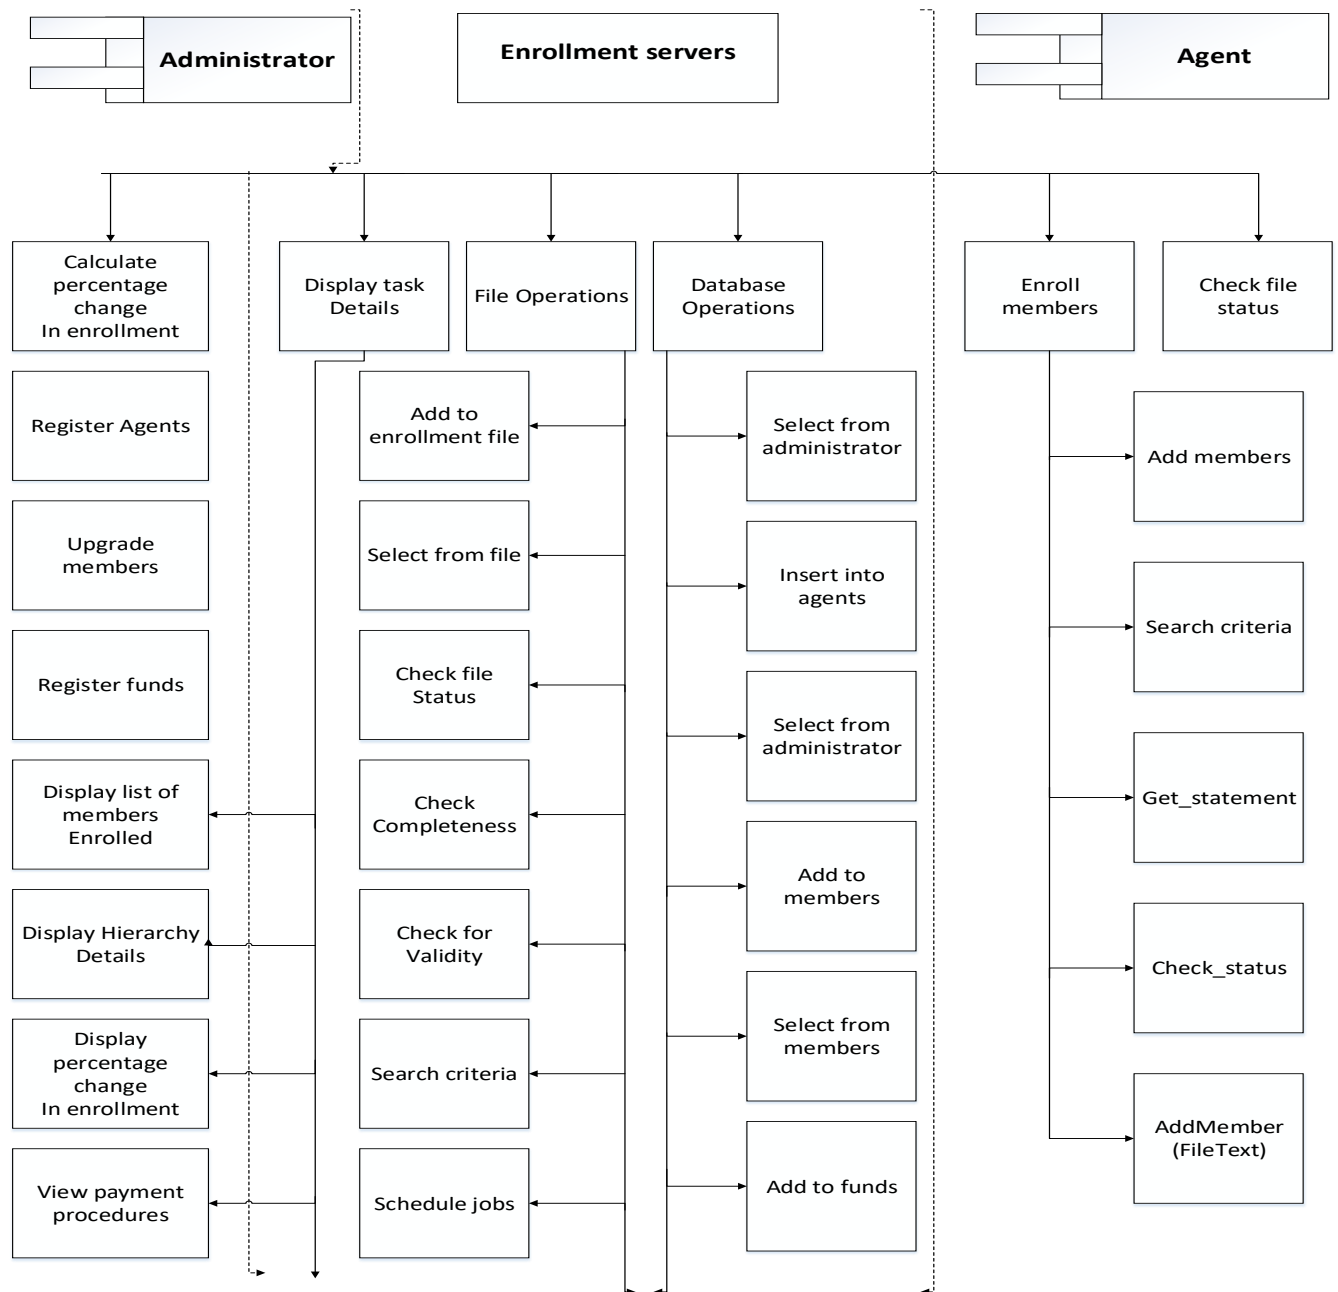 Administrator
Enrollment servers
Agent
Calculate
percentage
change
In enrollment
Display task
Details
File Operations
Database
Operations
Enroll
members
Check file
status
Register Agents
Upgrade
members
Register funds
Display list of
members
Enrolled
Display Hierarchy
Details
Display
percentage
change
In enrollment
View payment
procedures
Add to
enrollment file
Select from file
Check file
Status
Check
Completeness
Check for
Validity
Search criteria
Schedule jobs
Select from
administrator
Insert into
agents
Select from
administrator
Add to
members
Select from
members
Add to funds
Add members
Search criteria
Get_statement
Check_status
AddMember
(FileText)